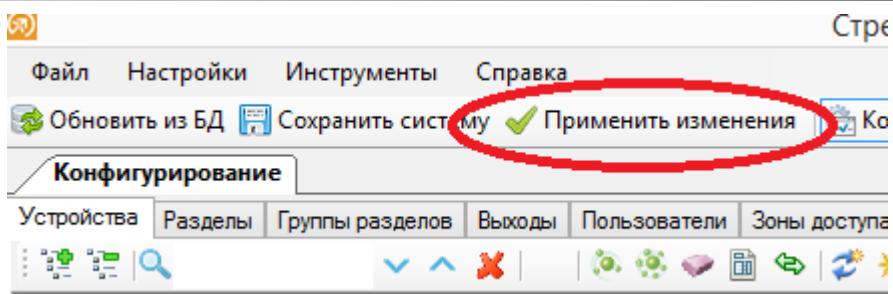 Стре
Файл Настройки Инструменты Справка
Обновить из БД Сохранить систему Применить изменения Ко
Конфигурирование
Устройства Разделы Группы разделов Выходы Пользователи Зоны доступа